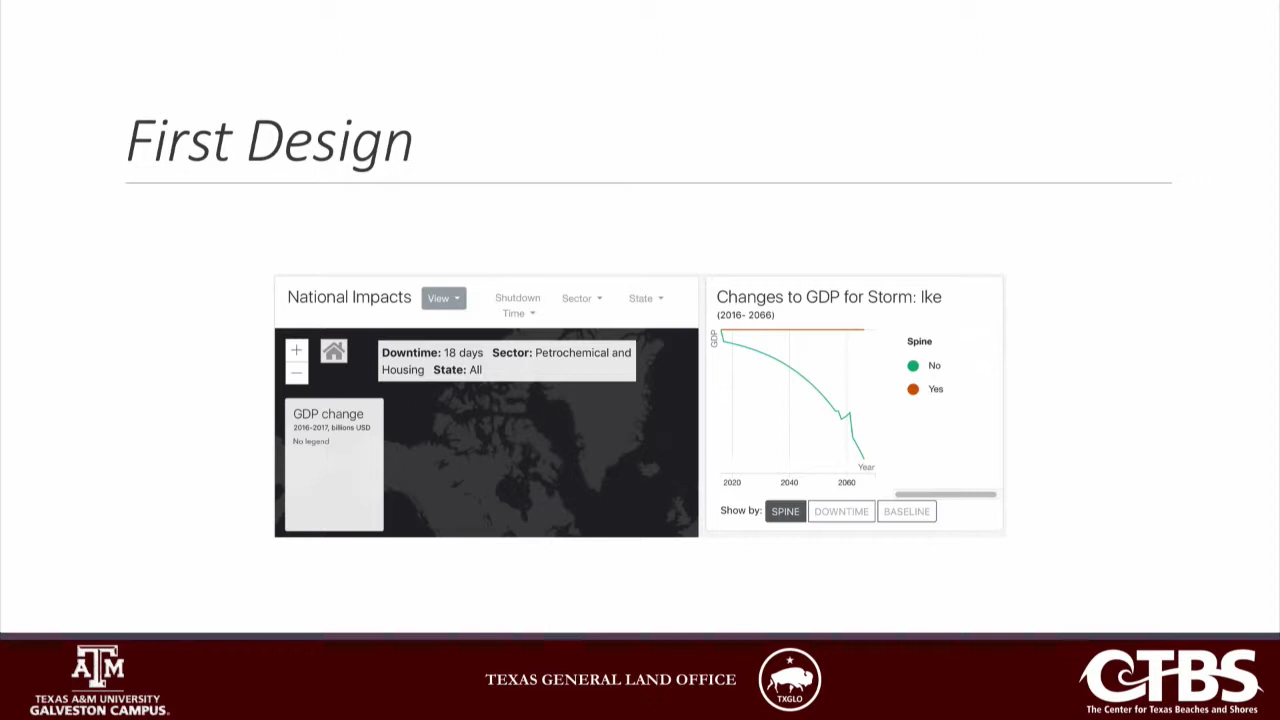 First Design
National Impacts
View
Shutdown
Time
Sector
State
+
−
Downtime: 18 days Sector: Petrochemical and
Housing State: All
GDP change
2016-2017, billions USD
No legend
Changes to GDP for Storm: Ike
(2016- 2066)
GDP
Spine
No
Yes
Year
2020
2040
2060
Show by:
SPINE
DOWNTIME
BASELINE
ATM
TEXAS A&M UNIVERSITY
GALVESTON CAMPUS.
TEXAS GENERAL LAND OFFICE
TXGLO
CTBS
The Center for Texas Beaches and Shores